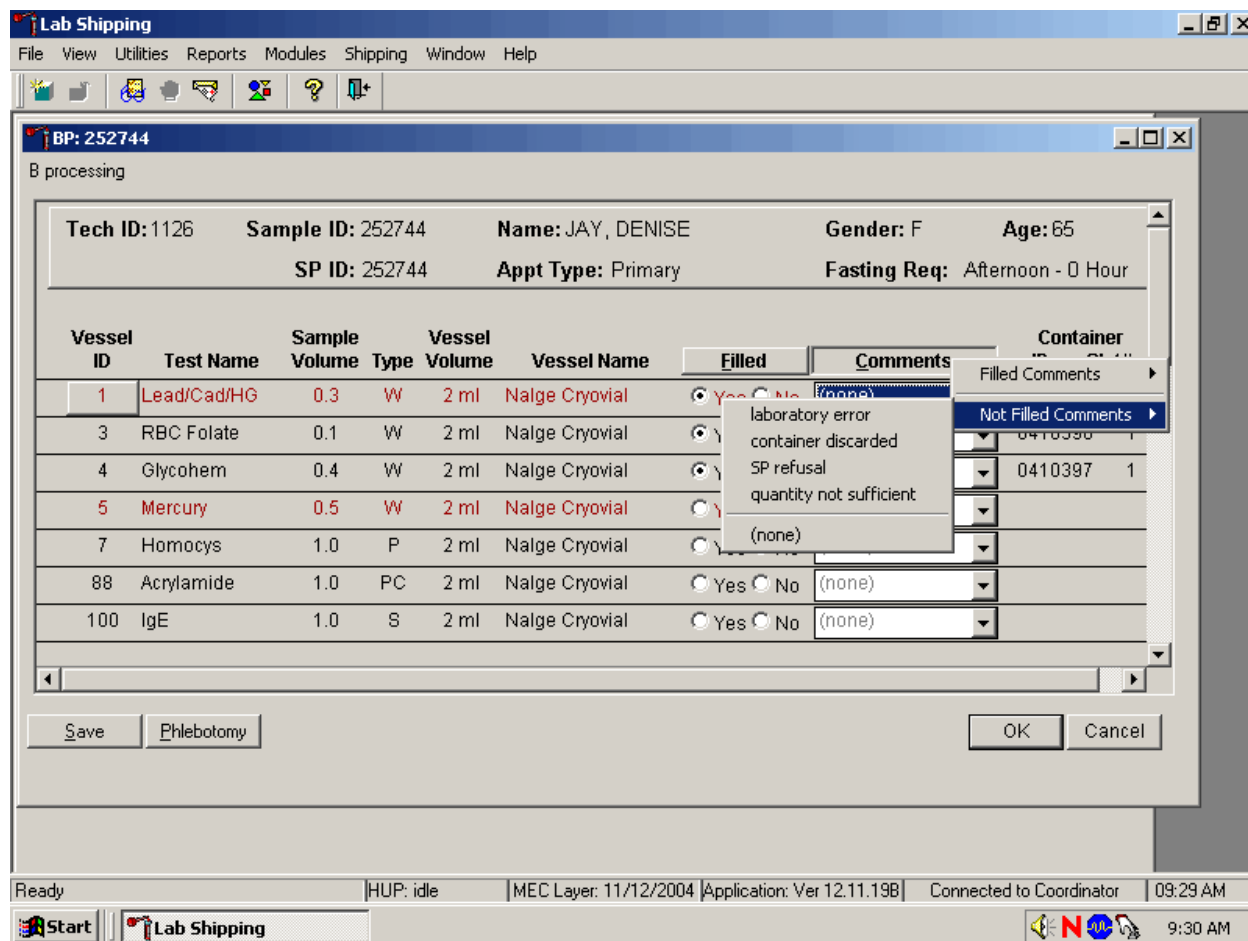 Lab Shipping
File View Utilities Reports Modules Shipping Window Help
BP: 252744
B processing
Tech ID: 1126 Sample ID: 252744 Name: JAY, DENISE Gender: F Age: 65
SP ID: 252744 Appt Type: Primary Fasting Req: Afternoon - 0 Hour
Vessel Sample Vessel Container
ID Test Name Volume Type Volume Vessel Name Filled Comments
Filled Comments
1 Lead/Cad/HG 0.3 W 2 ml Nalge Cryovial Yes No (none)
Not Filled Comments
laboratory error
3 RBC Folate 0.1 W 2 ml Nalge Cryovial 0410398 1
container discarded
4 Glycohem 0.4 W 2 ml Nalge Cryovial 0410397 1
SP refusal
quantity not sufficient
5 Mercury 0.5 W 2 ml Nalge Cryovial
(none)
7 Homocys 1.0 P 2 ml Nalge Cryovial
88 Acrylamide 1.0 PC 2 ml Nalge Cryovial Yes No (none)
100 IgE 1.0 S 2 ml Nalge Cryovial Yes No (none)
Save Phlebotomy OK Cancel
Ready HUP: idle MEC Layer: 11/12/2004 Application: Ver 12.11.19B Connected to Coordinator 09:29 AM
Start Lab Shipping N 9:30 AM